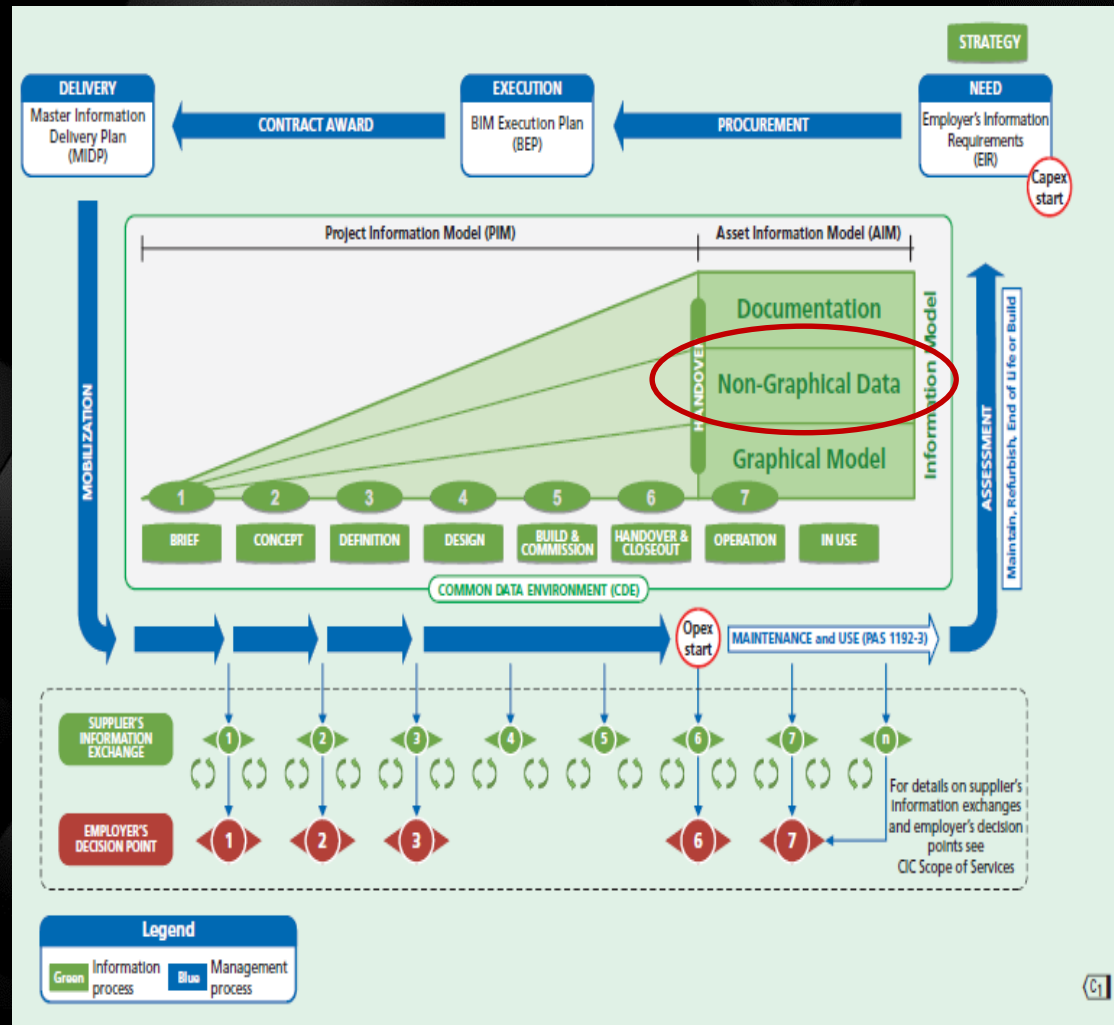 STRATEGY
DELIVERY
Master Information
Delivery Plan
(MIDP)
CONTRACT AWARD
EXECUTION
BIM Execution Plan
(BEP)
PROCUREMENT
NEED
Employer's Information
Requirements
(EIR)
Capex
start
Project Information Model (PIM)
Asset Information Model (AIM)
Documentation
Non-Graphical Data
Graphical Model
HANDOVER
Information Model
MOBILIZATION
ASSESSMENT
Maintain, Refurbish, End of Life or Build
1
2
3
4
5
6
7
BRIEF
CONCEPT
DEFINITION
DESIGN
BUILD &
COMMISSION
HANDOVER &
CLOSEOUT
OPERATION
IN USE
COMMON DATA ENVIRONMENT (CDE)
Opex
start
MAINTENANCE and USE (PAS 1192-3)
SUPPLIER'S
INFORMATION
EXCHANGE
1
2
3
4
5
6
7
n
For details on supplier's
information exchanges
and employer's decision
points see
CIC Scope of Services
EMPLOYER'S
DECISION POINT
1
2
3
6
7
Legend
Green
Information
process
Blue
Management
process
C1